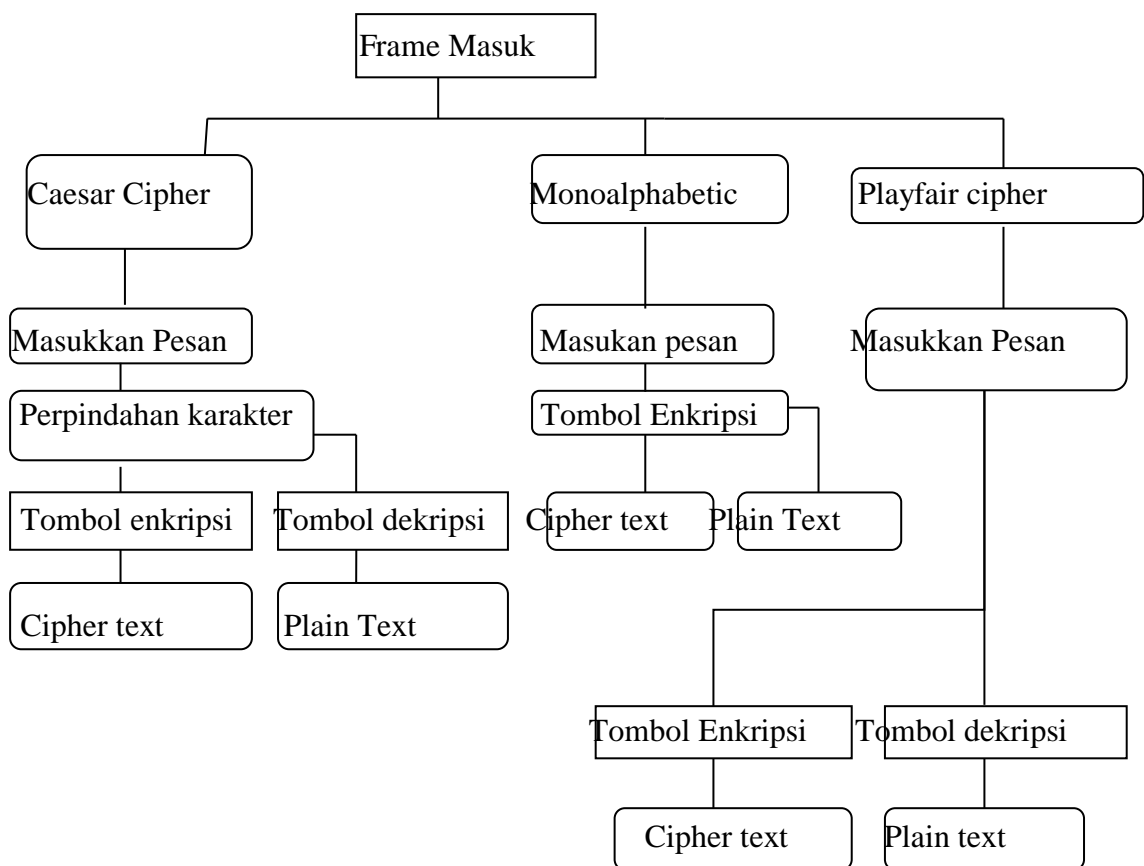 Frame Masuk
Caesar Cipher
Monoalphabetic
Playfair cipher
Masukkan Pesan
Masukan pesan
Masukkan Pesan
Perpindahan karakter
Tombol Enkripsi
Tombol enkripsi
Tombol dekripsi
Cipher text
Plain Text
Cipher text
Plain Text
Tombol Enkripsi
Tombol dekripsi
Cipher text
Plain text